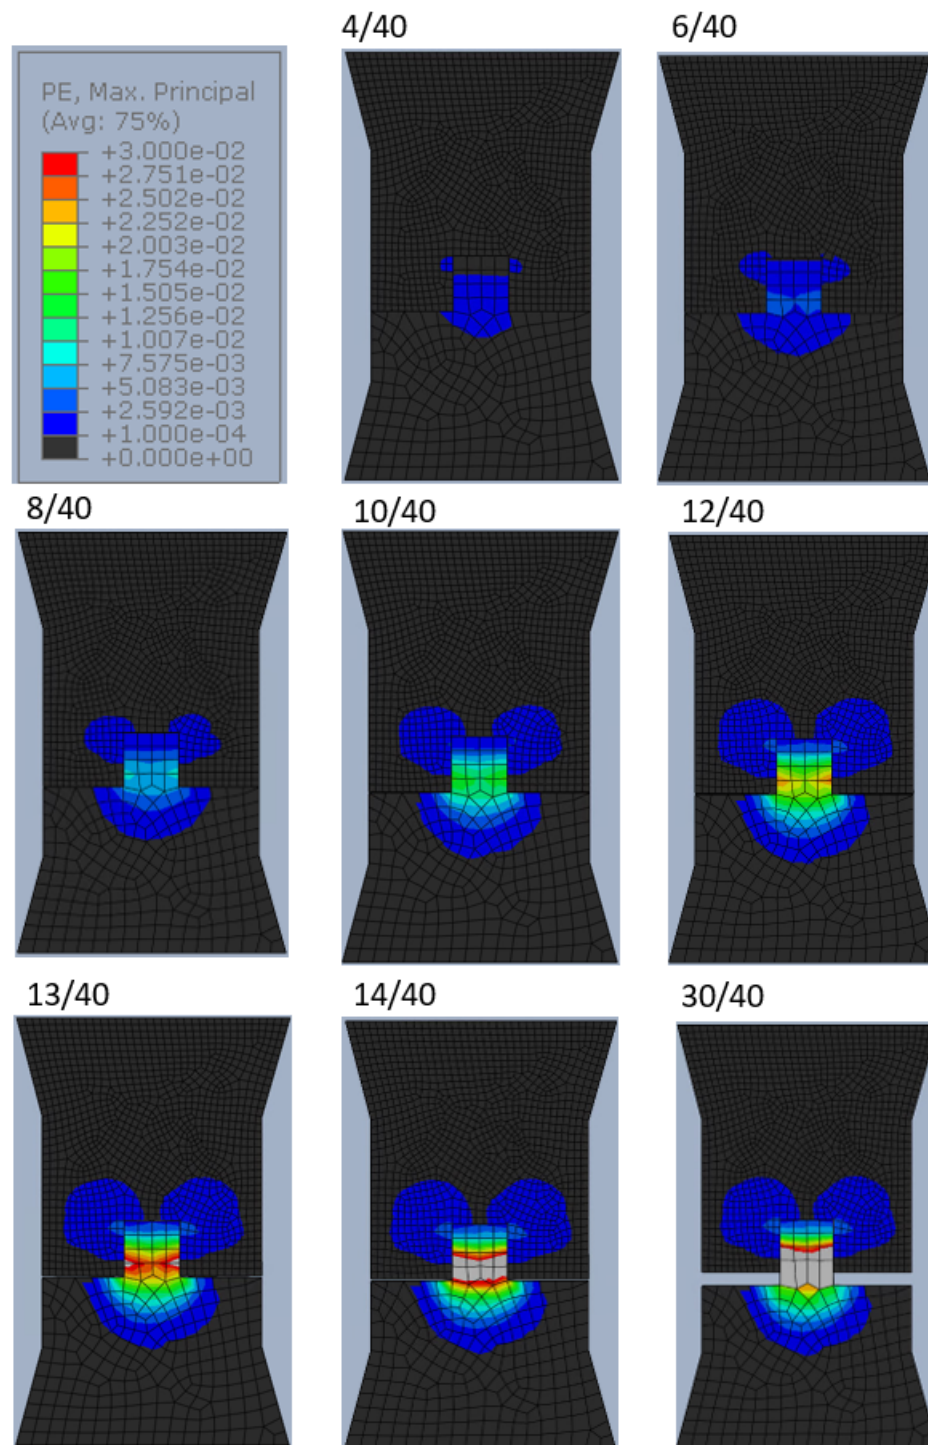 4/40
6/40
PE, Max. Principal
(Avg: 75%)
+3.000e-02
+2.751e-02
+2.502e-02
+2.252e-02
+2.003e-02
+1.754e-02
+1.505e-02
+1.256e-02
+1.007e-02
+7.575e-03
+5.083e-03
+2.592e-03
+1.000e-04
+0.000e+00
8/40
10/40
12/40
13/40
14/40
30/40